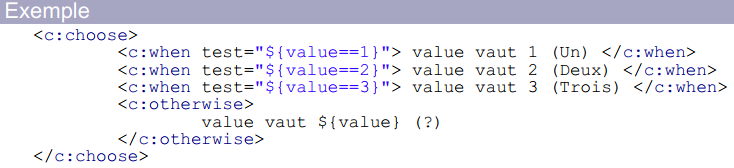 Exemple
<c:choose>
<c:when test="${value==1}"> value vaut 1 (Un) </c:when>
<c:when test="${value==2}"> value vaut 2 (Deux) </c:when>
<c:when test="${value==3}"> value vaut 3 (Trois) </c:when>
<c:otherwise>
value vaut ${value} (?)
</c:otherwise>
</c:choose>